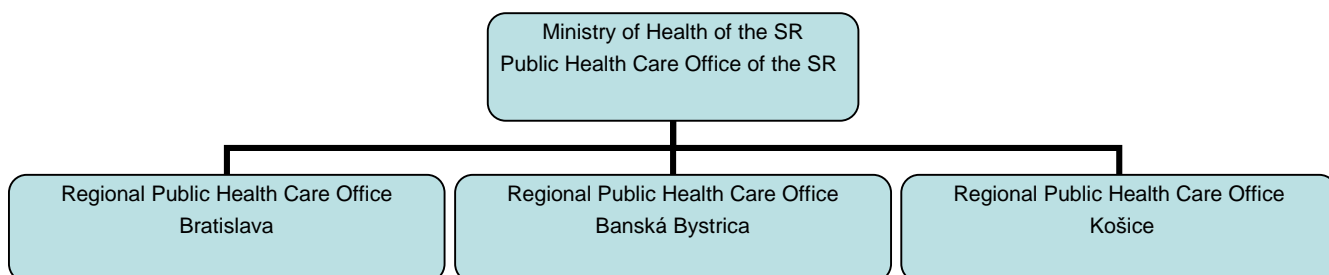 Ministry of Health of the SR
Public Health Care Office of the SR
Regional Public Health Care Office
Bratislava
Regional Public Health Care Office
Banská Bystrica
Regional Public Health Care Office
Košice